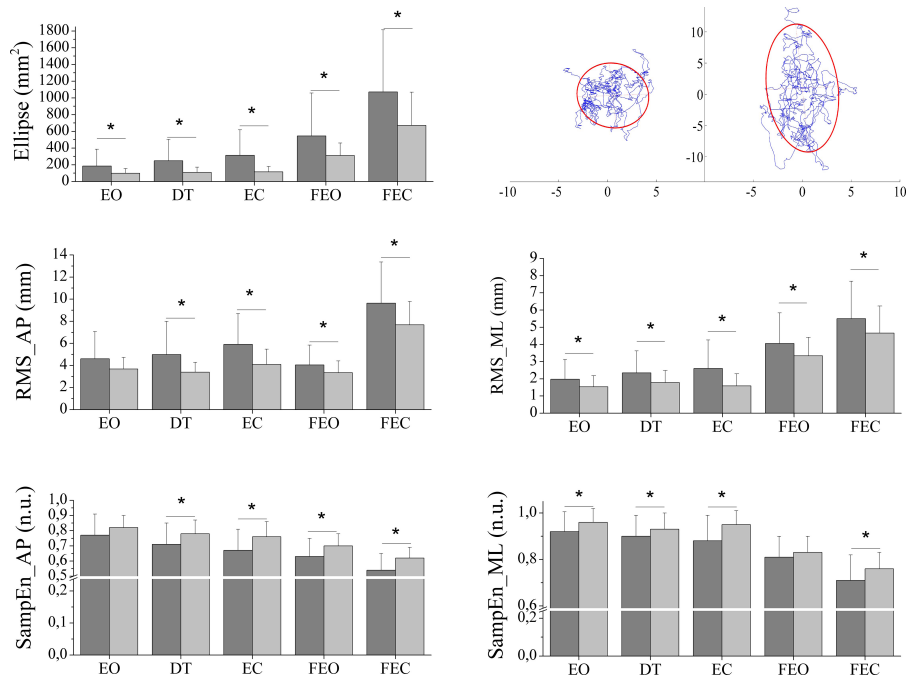 Ellipse (mm²)
1800
1600
1400
1200
1000
800
600
400
200
0
* * * * *
EO DT EC FEO FEC
10
5
0
-5
-10
-10 -5 0 5 -5 0 5 10
RMS_AP (mm)
14
12
10
8
6
4
2
0
* * * *
EO DT EC FEO FEC
RMS_ML (mm)
9
8
7
6
5
4
3
2
1
0
* * * * *
EO DT EC FEO FEC
SampEn_AP (n.u.)
1,0
0,9
0,8
0,7
0,6
0,5
0,2
0,1
0,0
* * * *
EO DT EC FEO FEC
SampEn_ML (n.u.)
1,0
0,8
0,6
0,2
0,0
* * * *
EO DT EC FEO FEC